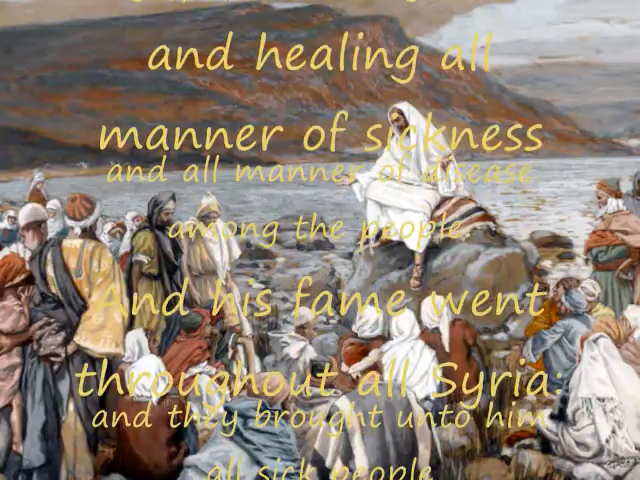 and healing all
manner of sickness
and all manner of disease
among the people.
And his fame went
throughout all Syria:
and they brought unto him
all sick people